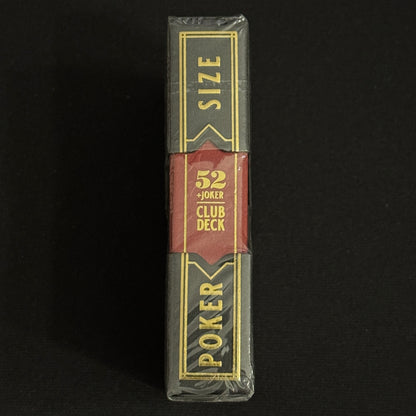 SIZE
52
+JOKER
CLUB
DECK
POKER